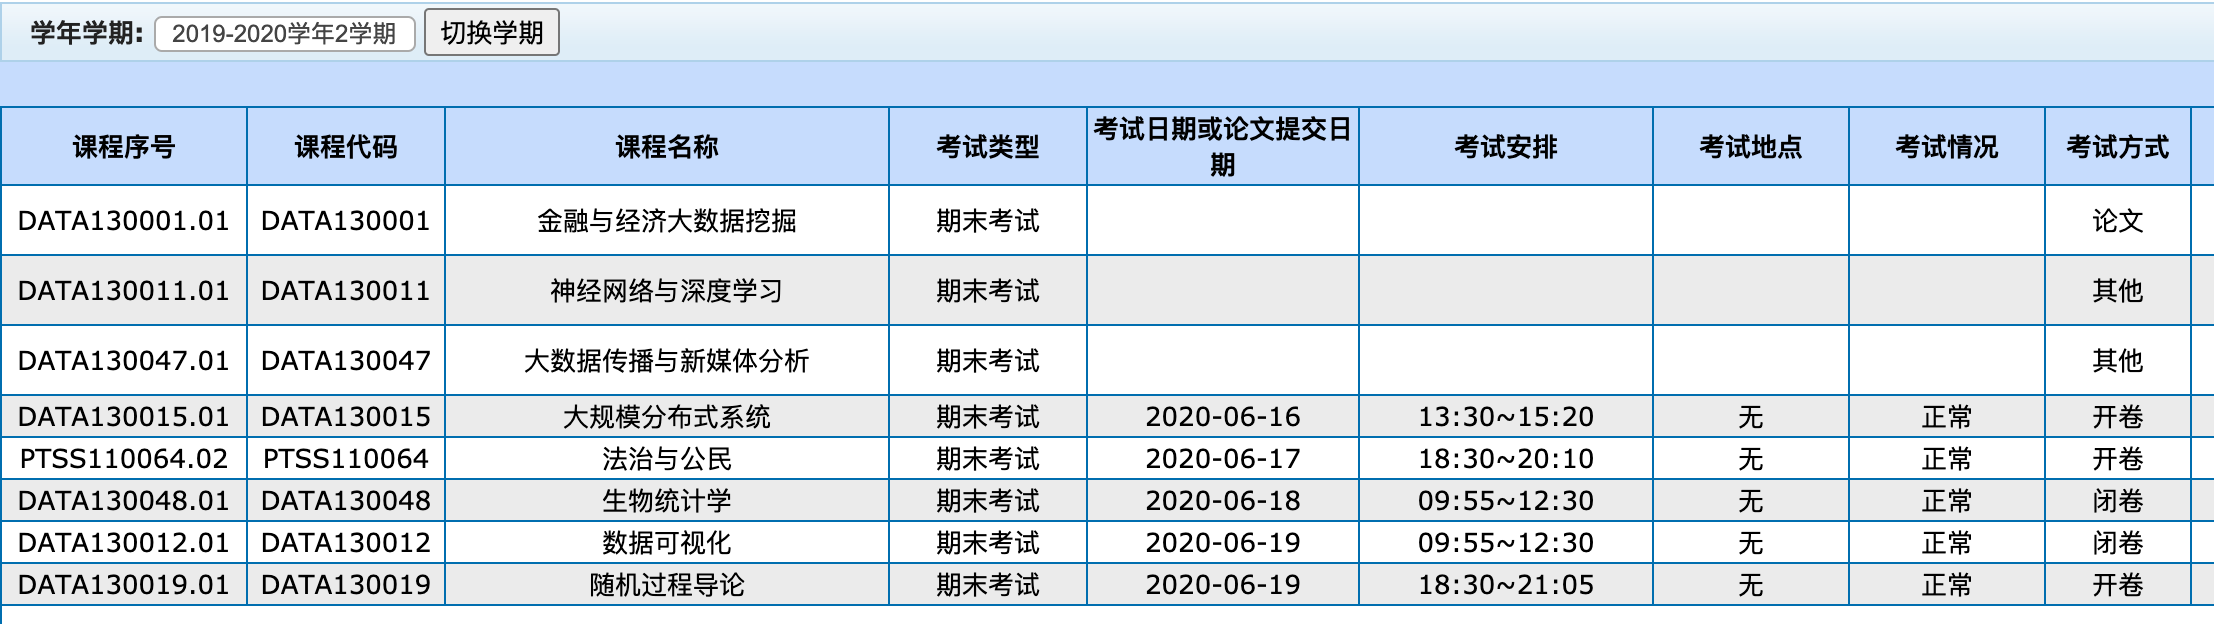 学年学期: 2019-2020学年2学期 切换学期
课程序号 课程代码 课程名称 考试类型 考试日期或论文提交日期 考试安排 考试地点 考试情况 考试方式
DATA130001.01 DATA130001 金融与经济大数据挖掘 期末考试 论文
DATA130011.01 DATA130011 神经网络与深度学习 期末考试 其他
DATA130047.01 DATA130047 大数据传播与新媒体分析 期末考试 其他
DATA130015.01 DATA130015 大规模分布式系统 期末考试 2020-06-16 13:30~15:20 无 正常 开卷
PTSS110064.02 PTSS110064 法治与公民 期末考试 2020-06-17 18:30~20:10 无 正常 开卷
DATA130048.01 DATA130048 生物统计学 期末考试 2020-06-18 09:55~12:30 无 正常 闭卷
DATA130012.01 DATA130012 数据可视化 期末考试 2020-06-19 09:55~12:30 无 正常 闭卷
DATA130019.01 DATA130019 随机过程导论 期末考试 2020-06-19 18:30~21:05 无 正常 开卷